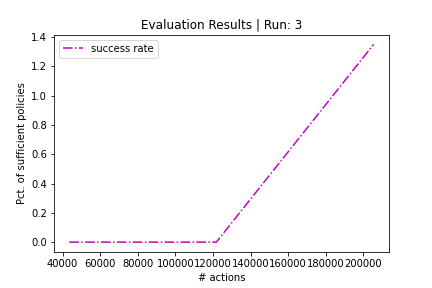 Evaluation Results | Run: 3
success rate
Pct. of sufficient policies
1.4
1.2
1.0
0.8
0.6
0.4
0.2
0.0
40000 60000 80000 100000 120000 140000 160000 180000 200000
# actions